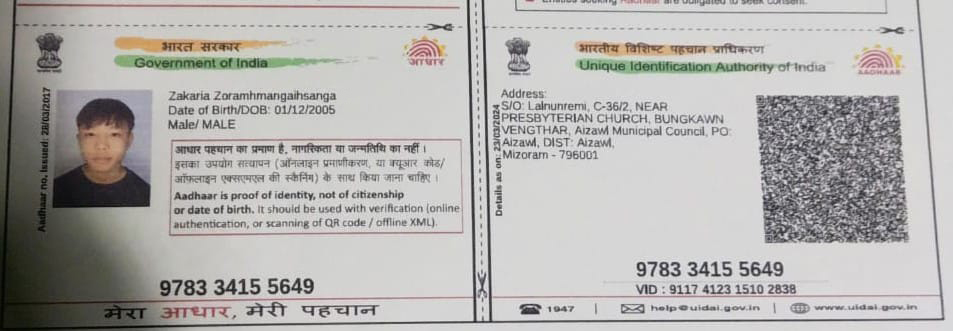 Entities seeking Aadhaar are obligated to seek consent.
भारत सरकार
Government of India
आधार
Aadhaar no. issued: 28/03/2017
Zakaria Zoramhmangaihsanga
Date of Birth/DOB: 01/12/2005
Male/ MALE
आधार पहचान का प्रमाण है, नागरिकता या जन्मतिथि का नहीं ।
इसका उपयोग सत्यापन (ऑनलाइन प्रमाणीकरण, या क्यूआर कोड/
ऑफ़लाइन एक्सएमएल की स्कैनिंग) के साथ किया जाना चाहिए ।
Aadhaar is proof of identity, not of citizenship
or date of birth. It should be used with verification (online
authentication, or scanning of QR code / offline XML).
9783 3415 5649
मेरा आधार, मेरी पहचान
भारतीय विशिष्ट पहचान प्राधिकरण
Unique Identification Authority of India
AADHAAR
Details as on: 23/03/2024
Address:
S/O: Lalnunremi, C-36/2, NEAR
PRESBYTERIAN CHURCH, BUNGKAWN
VENGTHAR, Aizawl Municipal Council, PO:
Aizawl, DIST: Aizawl,
Mizoram - 796001
9783 3415 5649
VID : 9117 4123 1510 2838
1947 | help@uidai.gov.in | www.uidai.gov.in